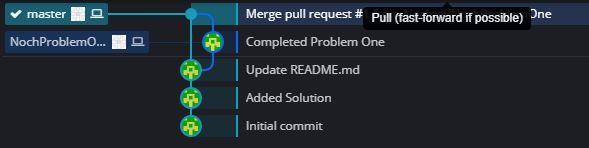 master
Merge pull request #
One
Pull (fast-forward if possible)
NochProblemO...
Completed Problem One
Update README.md
Added Solution
Initial commit